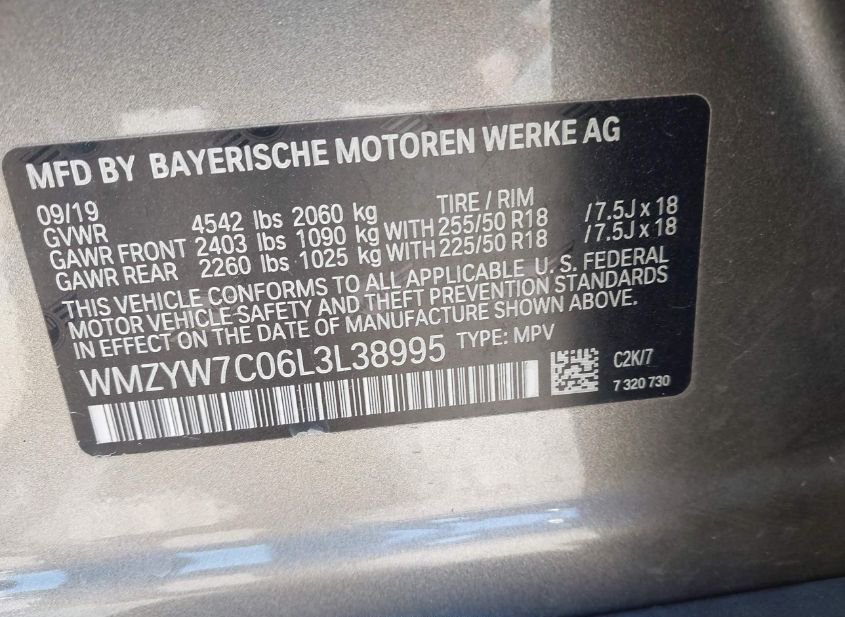 MFD BY BAYERISCHE MOTOREN WERKE AG
09/19 TIRE / RIM
GVWR 4542 lbs 2060 kg
GAWR FRONT 2403 lbs 1090 kg WITH 255/50 R18 /7.5J x 18
GAWR REAR 2260 lbs 1025 kg WITH 225/50 R18 /7.5J x 18
THIS VEHICLE CONFORMS TO ALL APPLICABLE U. S. FEDERAL
MOTOR VEHICLE SAFETY AND THEFT PREVENTION STANDARDS
IN EFFECT ON THE DATE OF MANUFACTURE SHOWN ABOVE.
WMZYW7C06L3L38995 TYPE: MPV
C2K/7
7 320 730